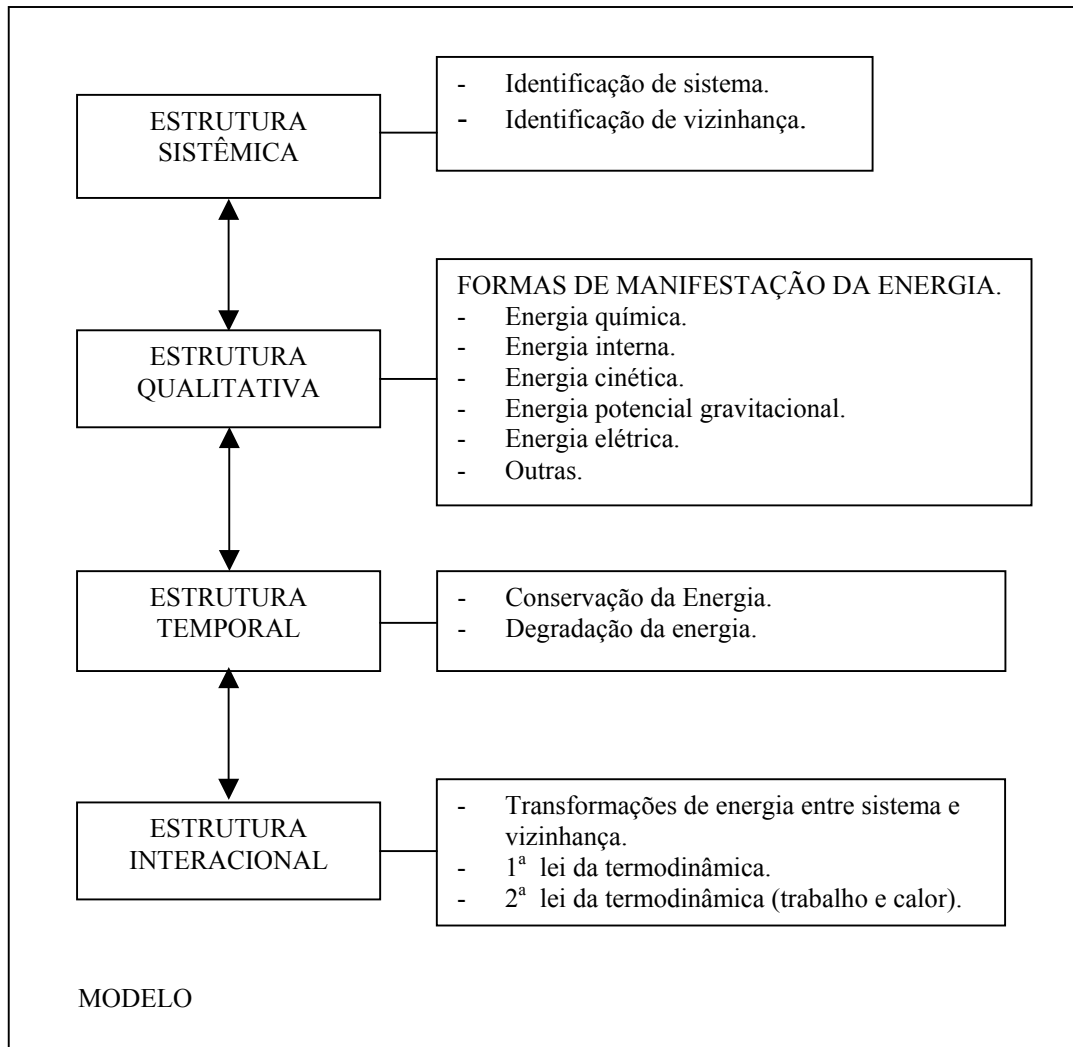 ESTRUTURA
SISTÊMICA
- Identificação de sistema.
- Identificação de vizinhança.
ESTRUTURA
QUALITATIVA
FORMAS DE MANIFESTAÇÃO DA ENERGIA.
- Energia química.
- Energia interna.
- Energia cinética.
- Energia potencial gravitacional.
- Energia elétrica.
- Outras.
ESTRUTURA
TEMPORAL
- Conservação da Energia.
- Degradação da energia.
ESTRUTURA
INTERACIONAL
- Transformações de energia entre sistema e
vizinhança.
- 1ª lei da termodinâmica.
- 2ª lei da termodinâmica (trabalho e calor).
MODELO